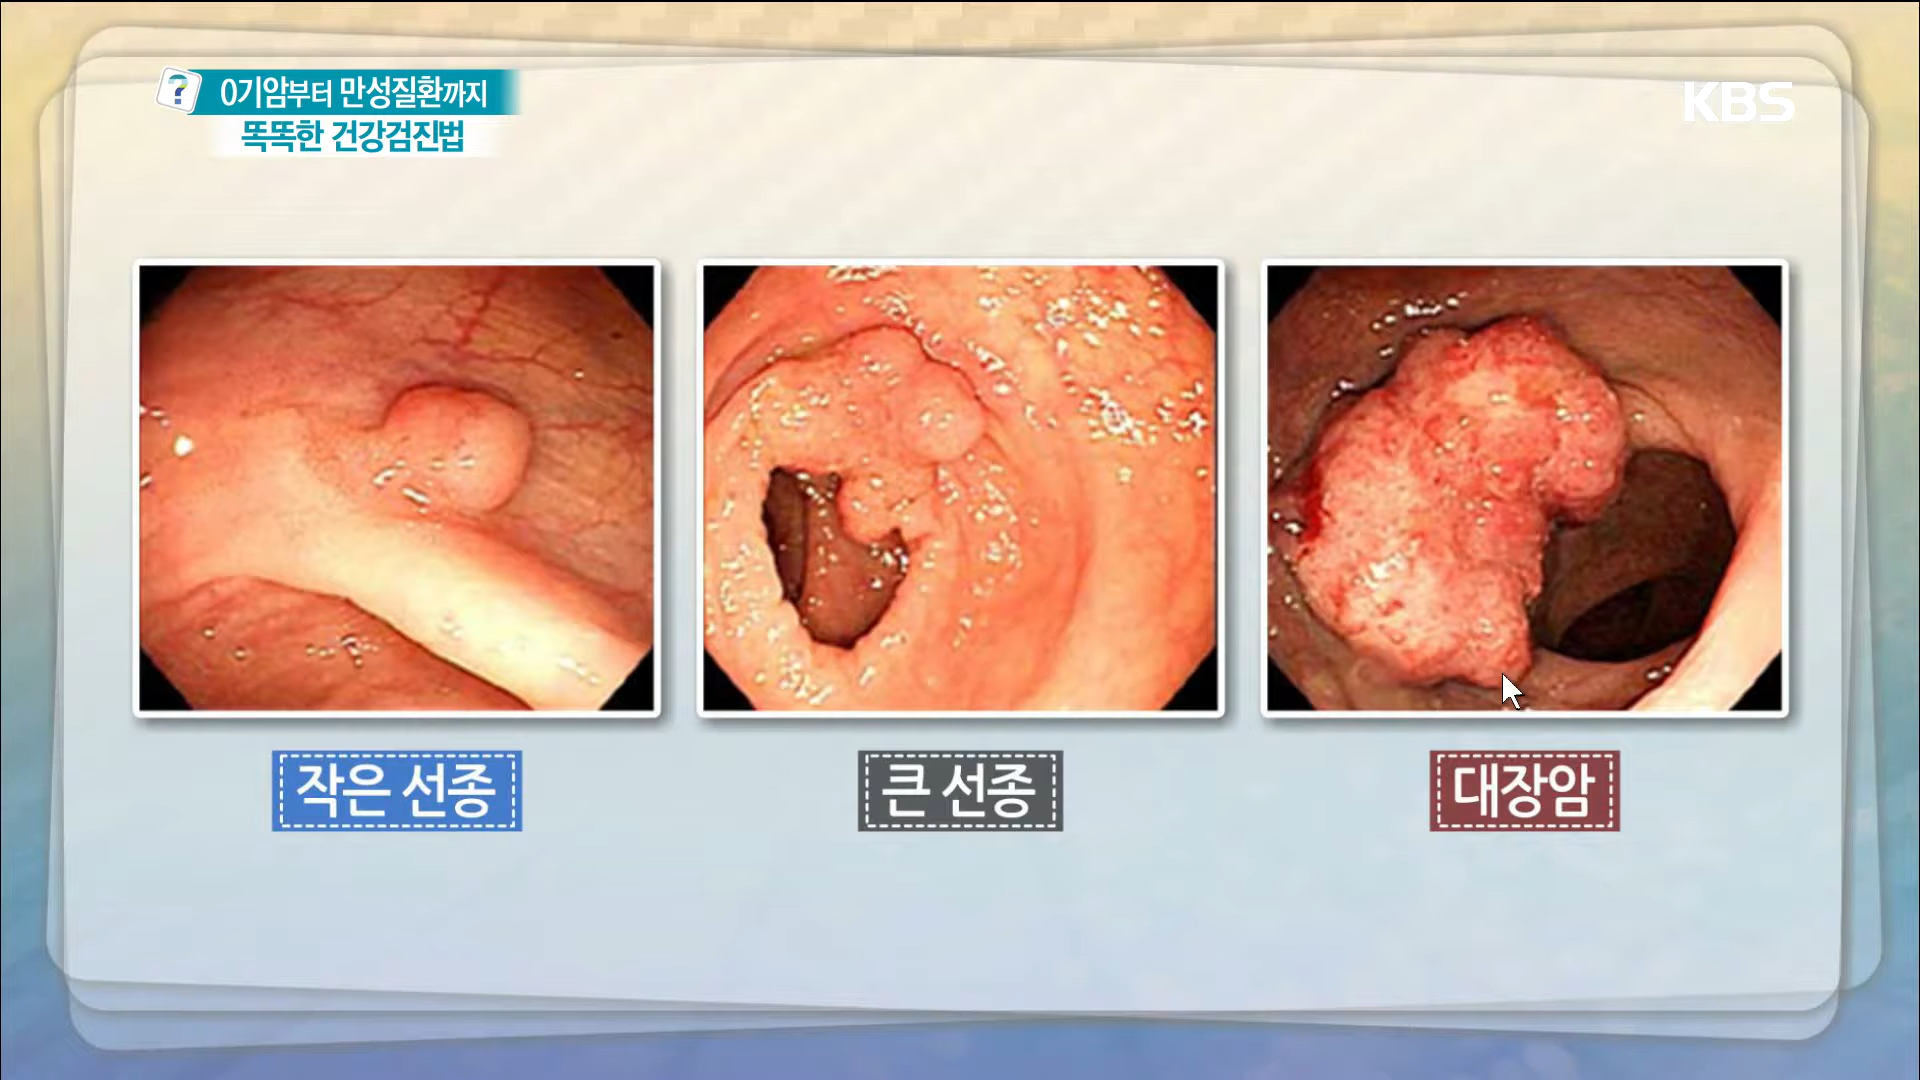 0기암부터 만성질환까지
똑똑한 건강검진법
KBS
작은 선종
큰 선종
대장암